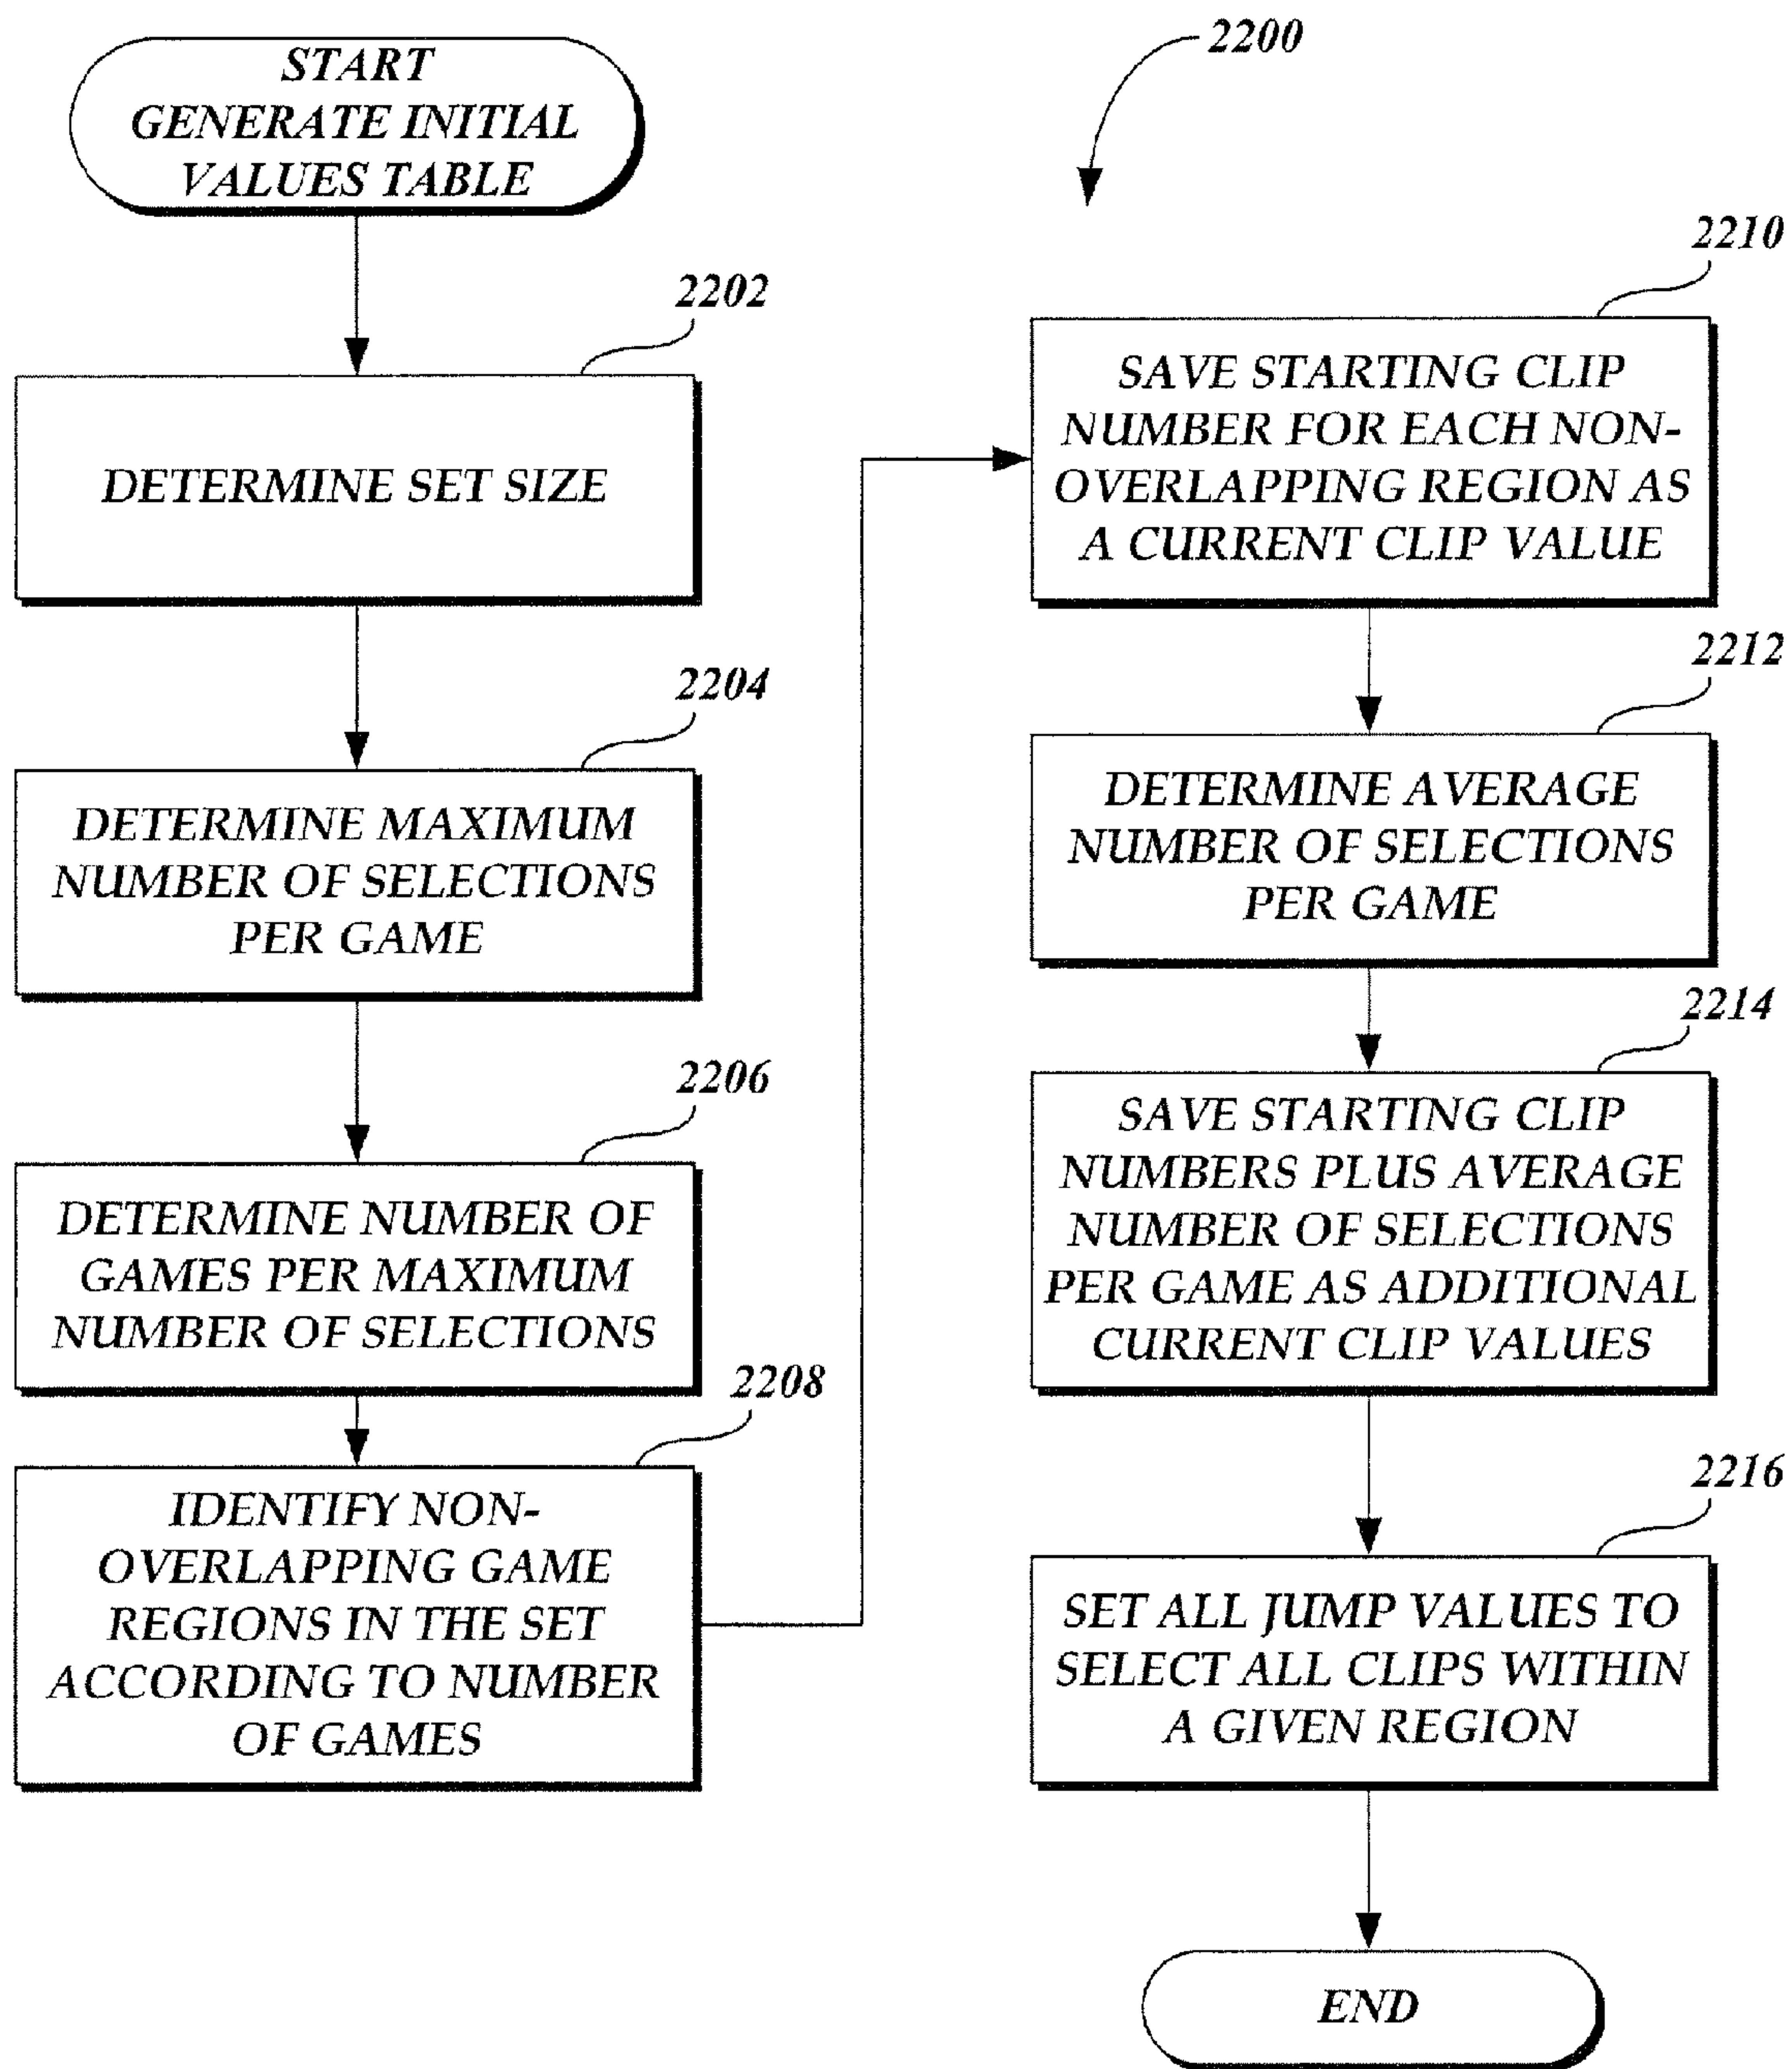 START
GENERATE INITIAL
VALUES TABLE
2202
DETERMINE SET SIZE
2204
DETERMINE MAXIMUM
NUMBER OF SELECTIONS
PER GAME
2206
DETERMINE NUMBER OF
GAMES PER MAXIMUM
NUMBER OF SELECTIONS
2208
IDENTIFY NON-
OVERLAPPING GAME
REGIONS IN THE SET
ACCORDING TO NUMBER
OF GAMES
2200
2210
SAVE STARTING CLIP
NUMBER FOR EACH NON-
OVERLAPPING REGION AS
A CURRENT CLIP VALUE
2212
DETERMINE AVERAGE
NUMBER OF SELECTIONS
PER GAME
2214
SAVE STARTING CLIP
NUMBERS PLUS AVERAGE
NUMBER OF SELECTIONS
PER GAME AS ADDITIONAL
CURRENT CLIP VALUES
2216
SET ALL JUMP VALUES TO
SELECT ALL CLIPS WITHIN
A GIVEN REGION
END